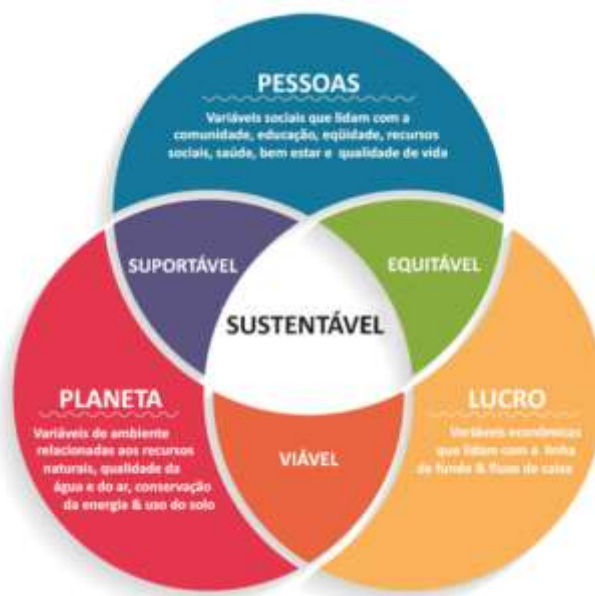 PESSOAS
Variáveis sociais que lidam com a
comunidade, educação, eqüidade, recursos
sociais, saúde, bem estar e qualidade de vida
SUPORTÁVEL
EQUITÁVEL
SUSTENTÁVEL
PLANETA
Variáveis do ambiente
relacionadas aos recursos
naturais, qualidade da
água e do ar, conservação
da energia & uso do solo
LUCRO
Variáveis econômicas
que lidam com a linha
de fundo & fluxo de caixa
VIÁVEL